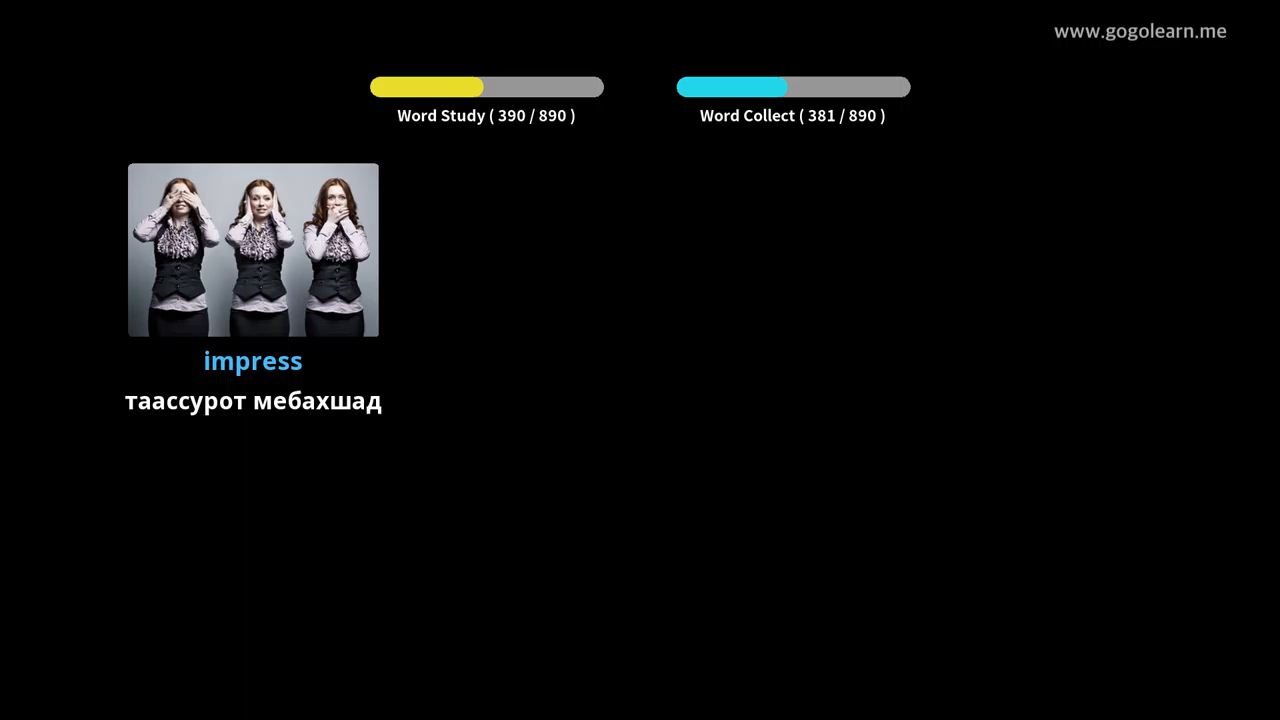 www.gogolearn.me
Word Study ( 390 / 890 )
Word Collect ( 381 / 890 )
impress
таассурот мебахшад